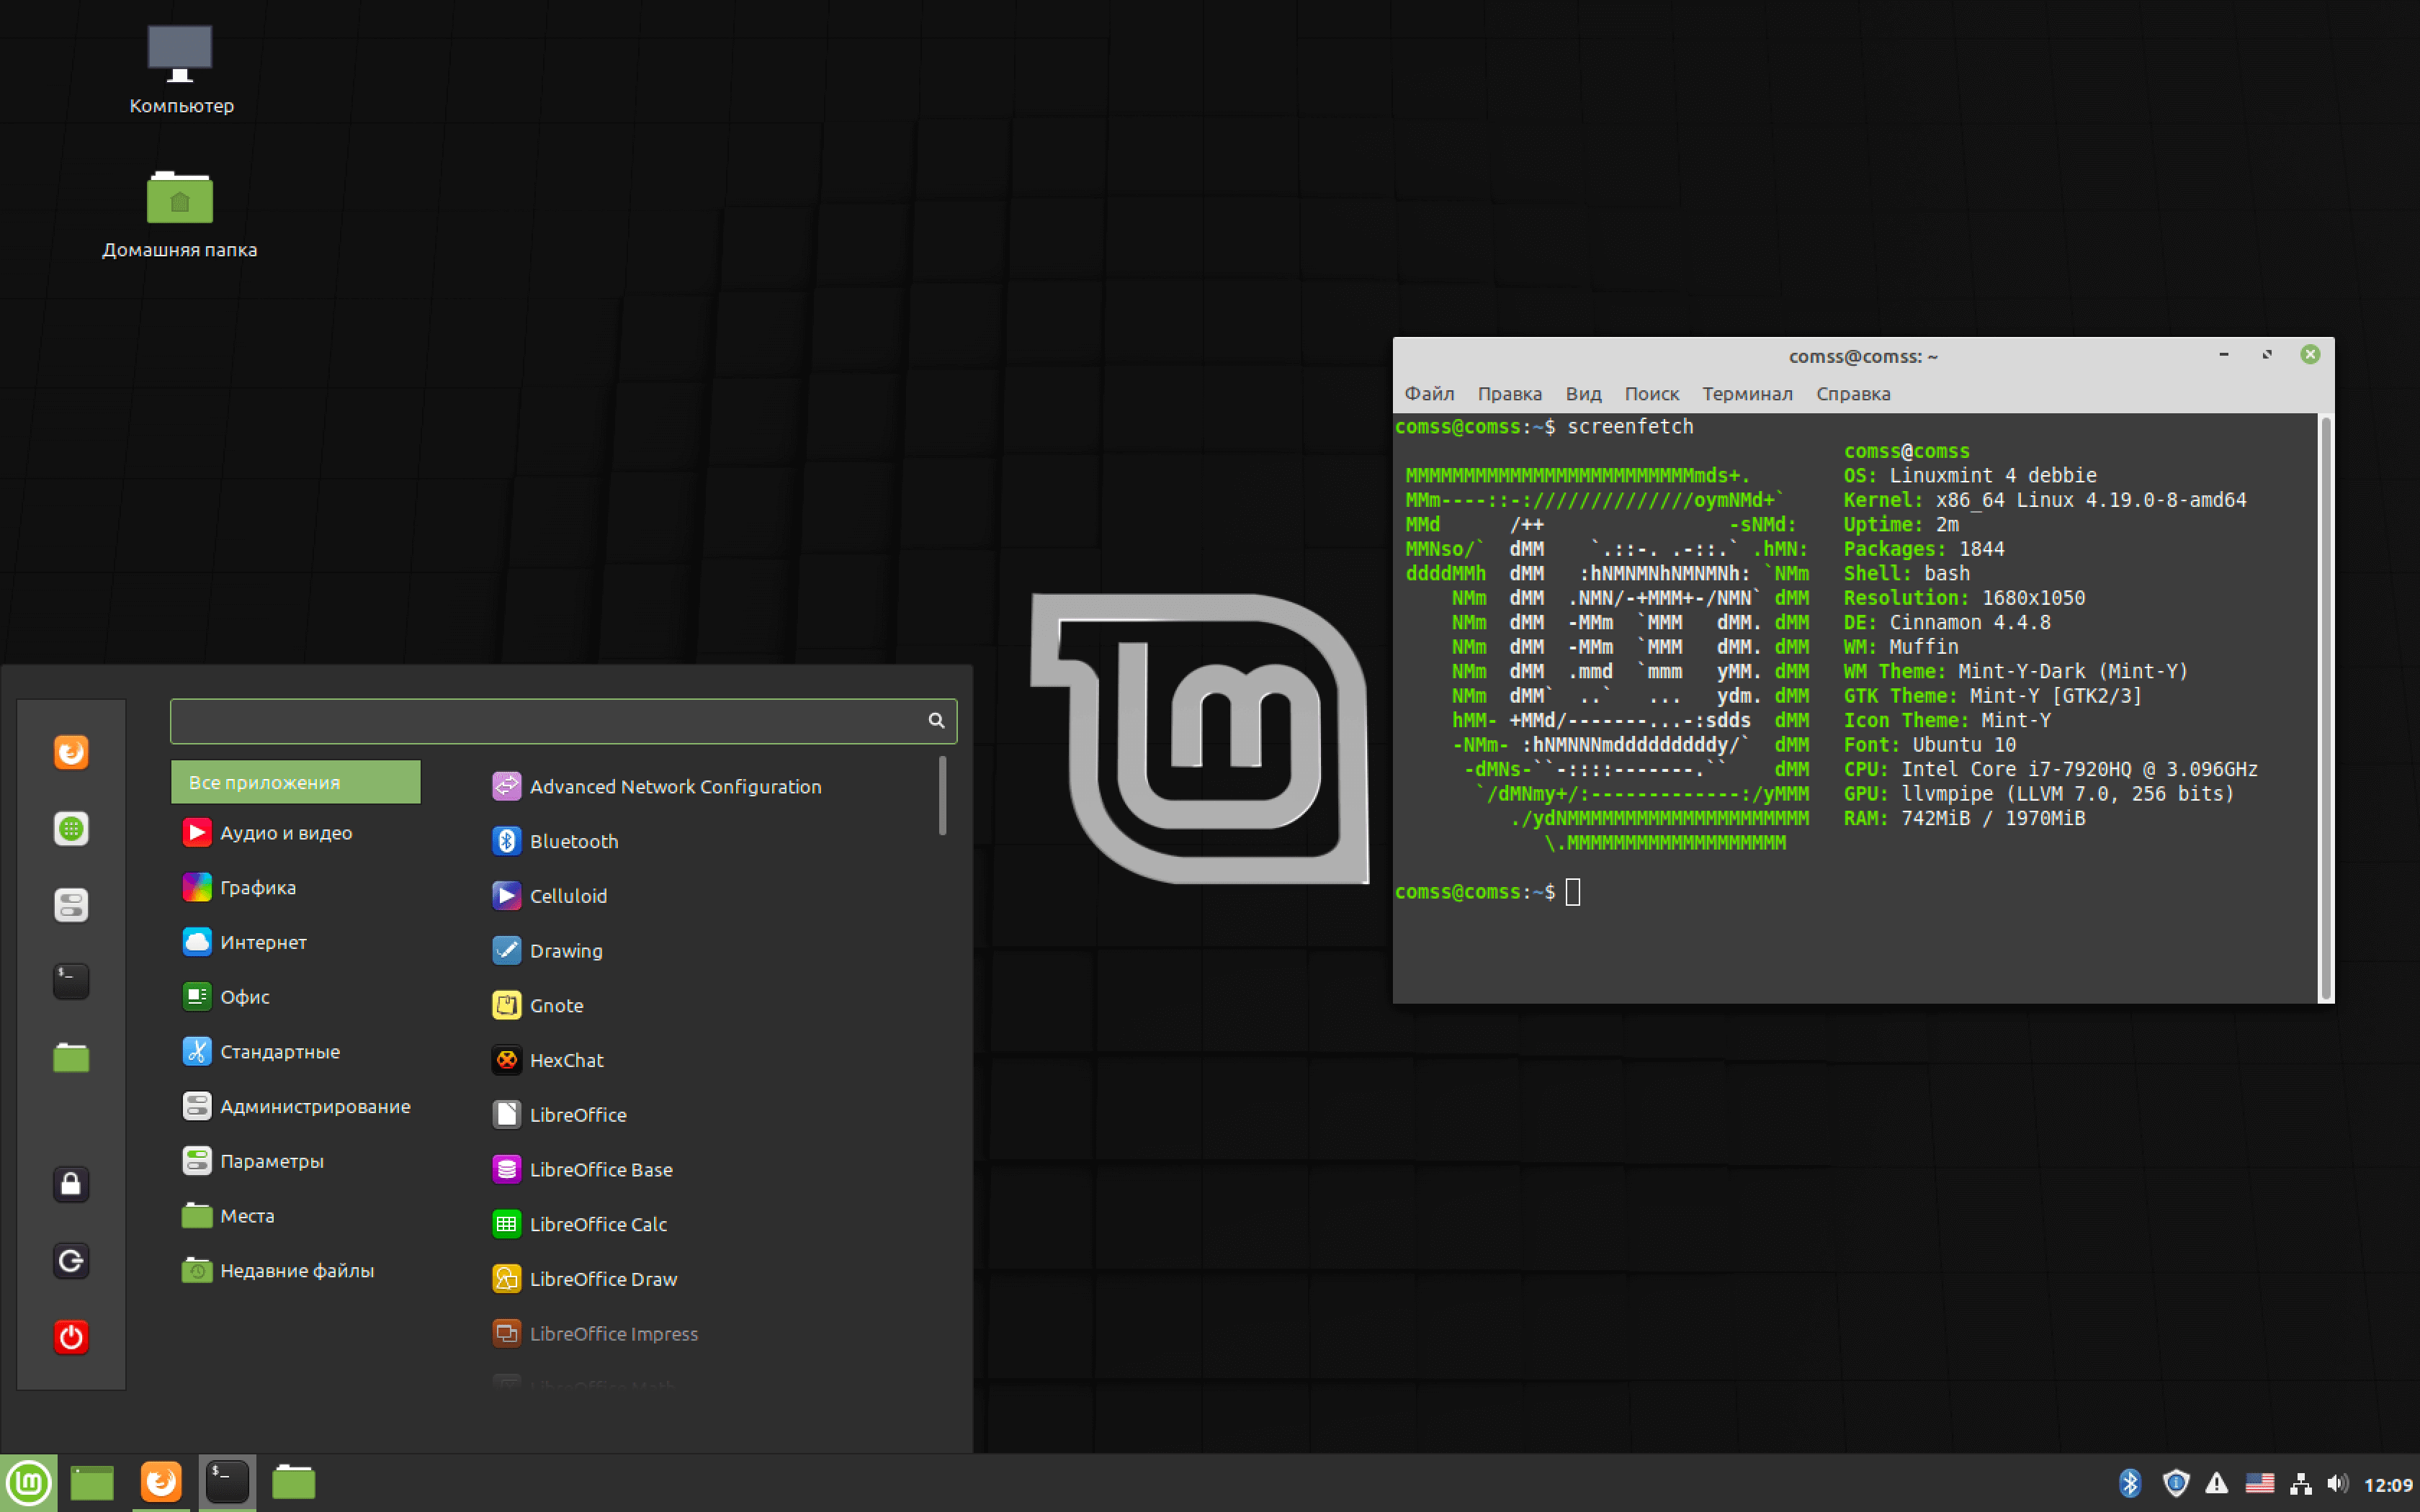 Компьютер
Домашняя папка
comss@comss: ~
Файл Правка Вид Поиск Терминал Справка
comss@comss:~$ screenfetch
comss@comss
MMMMMMMMMMMMMMMMMMMMMMMMMmds+. OS: Linuxmint 4 debbie
MMm----::-://////////////oymNMd+` Kernel: x86_64 Linux 4.19.0-8-amd64
MMd /++ -sNMd: Uptime: 2m
MMNso/` dMM `.::-. .-::.` .hMN: Packages: 1844
ddddMMh dMM :hNMNMNhNMNMNh: `NMm Shell: bash
NMm dMM .NMN/-+MMM+-/NMN` dMM Resolution: 1680x1050
NMm dMM -MMm `MMM dMM. dMM DE: Cinnamon 4.4.8
NMm dMM -MMm `MMM dMM. dMM WM: Muffin
NMm dMM .mmd `mmm yMM. dMM WM Theme: Mint-Y-Dark (Mint-Y)
NMm dMM` ..` ... ydm. dMM GTK Theme: Mint-Y [GTK2/3]
hMM- +MMd/-------...-:sdds dMM Icon Theme: Mint-Y
-NMm- :hNMNNNmdddddddddy/` dMM Font: Ubuntu 10
-dMNs-``-::::-------.`` dMM CPU: Intel Core i7-7920HQ @ 3.096GHz
`/dMNmy+/:-------------:/yMMM GPU: llvmpipe (LLVM 7.0, 256 bits)
./ydNMMMMMMMMMMMMMMMMMMMMM RAM: 742MiB / 1970MiB
\.MMMMMMMMMMMMMMMMMMM
comss@comss:~$
Все приложения
Аудио и видео
Графика
Интернет
Офис
Стандартные
Администрирование
Параметры
Места
Недавние файлы
Advanced Network Configuration
Bluetooth
Celluloid
Drawing
Gnote
HexChat
LibreOffice
LibreOffice Base
LibreOffice Calc
LibreOffice Draw
LibreOffice Impress
12:09